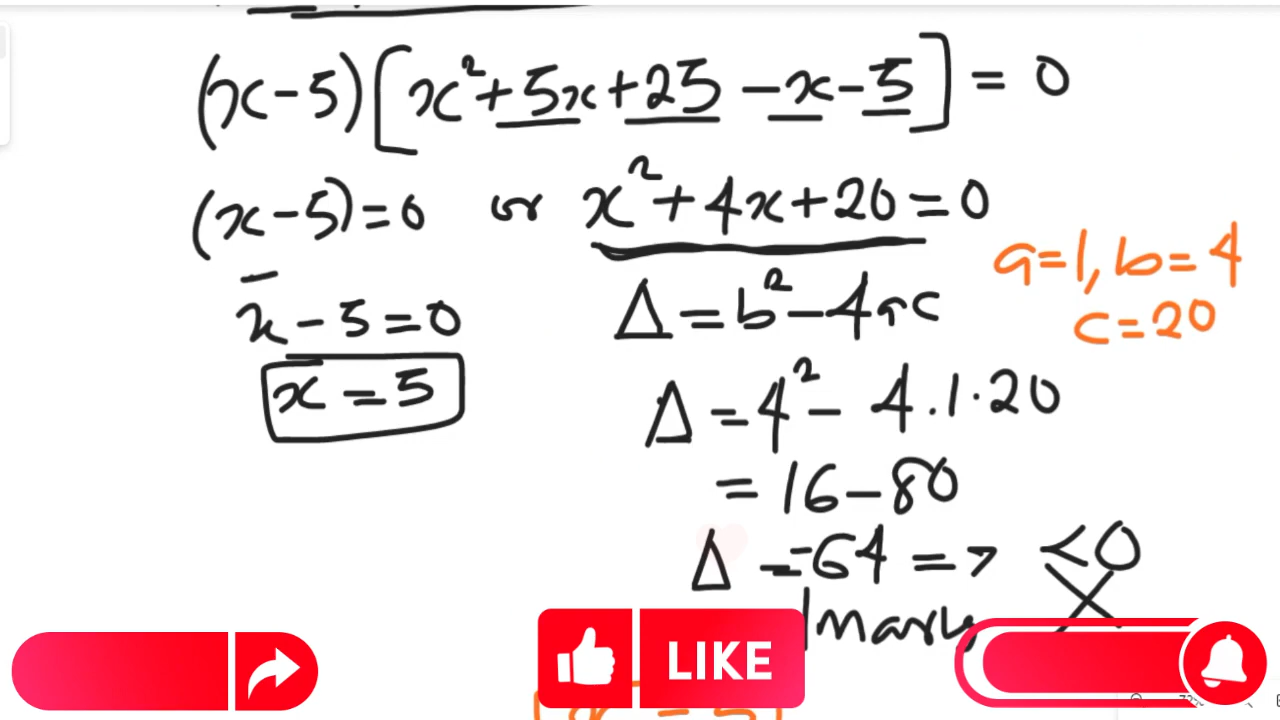 (x-5)[x²+5x+25-x-5]=0
(x-5)=0 or x²+4x+20=0
a=1, b=4
c=20
x-5=0
Δ=b²-4ac
x=5
Δ=4²-4.1.20
=16-80
Δ=-64=> <0
LIKE
x=5